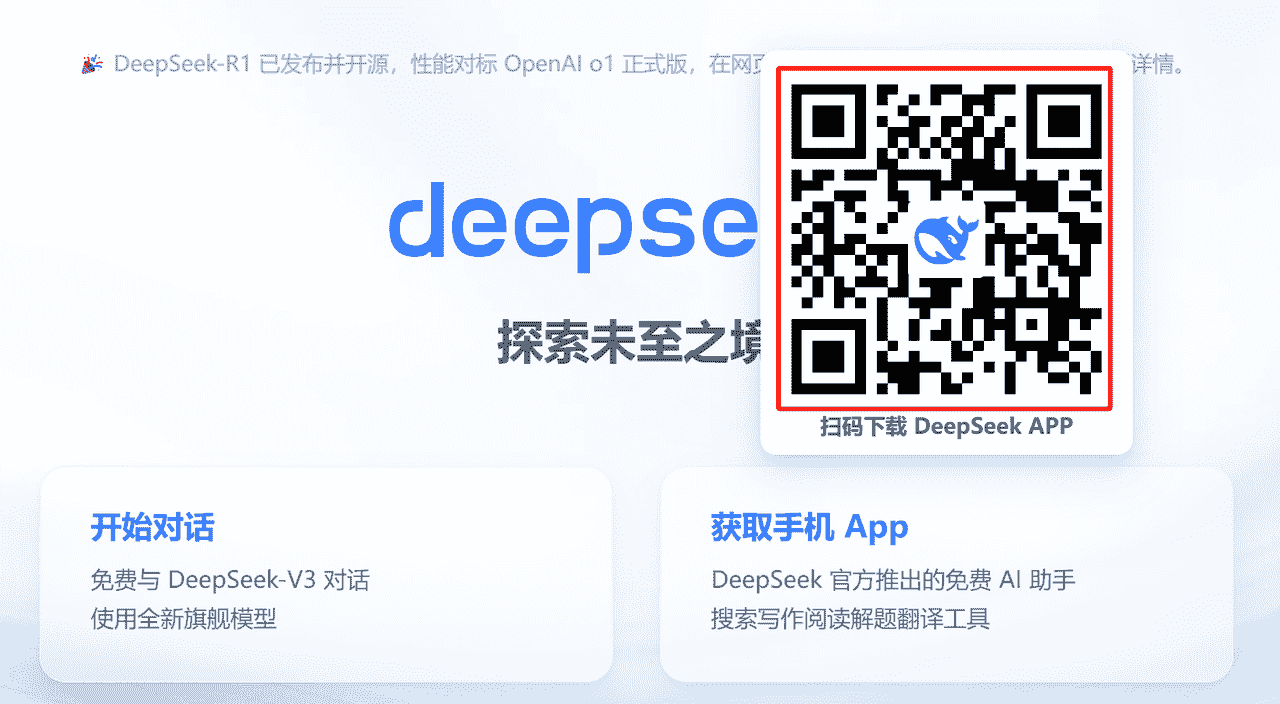 🎉 DeepSeek-R1 已发布并开源，性能对标 OpenAI o1 正式版，在网页 详情。
deepse
探索未至之境
扫码下载 DeepSeek APP
开始对话
免费与 DeepSeek-V3 对话
使用全新旗舰模型
获取手机 App
DeepSeek 官方推出的免费 AI 助手
搜索写作阅读解题翻译工具